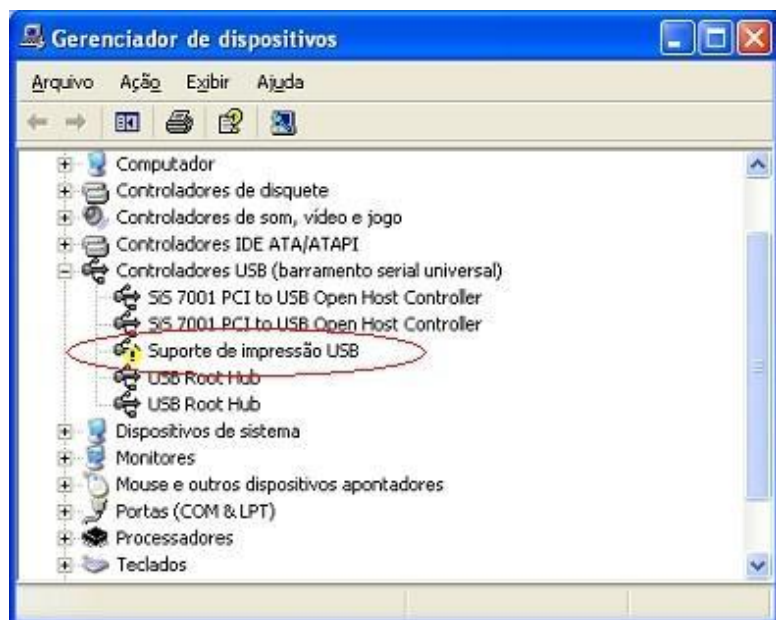 Gerenciador de dispositivos
Arquivo Ação Exibir Ajuda
Computador
Controladores de disquete
Controladores de som, vídeo e jogo
Controladores IDE ATA/ATAPI
Controladores USB (barramento serial universal)
SiS 7001 PCI to USB Open Host Controller
SiS 7001 PCI to USB Open Host Controller
Suporte de impressão USB
USB Root Hub
USB Root Hub
Dispositivos de sistema
Monitores
Mouse e outros dispositivos apontadores
Portas (COM & LPT)
Processadores
Teclados